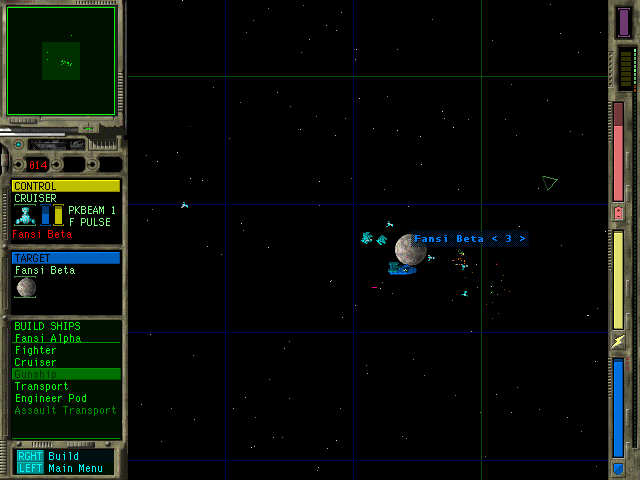 014
CONTROL
CRUISER
PKBEAM 1
F PULSE
Fansi Beta
TARGET
Fansi Beta
BUILD SHIPS
Fansi Alpha
Fighter
Cruiser
Gunship
Transport
Engineer Pod
Assault Transport
RGHT Build
LEFT Main Menu
Fansi Beta < 3 >